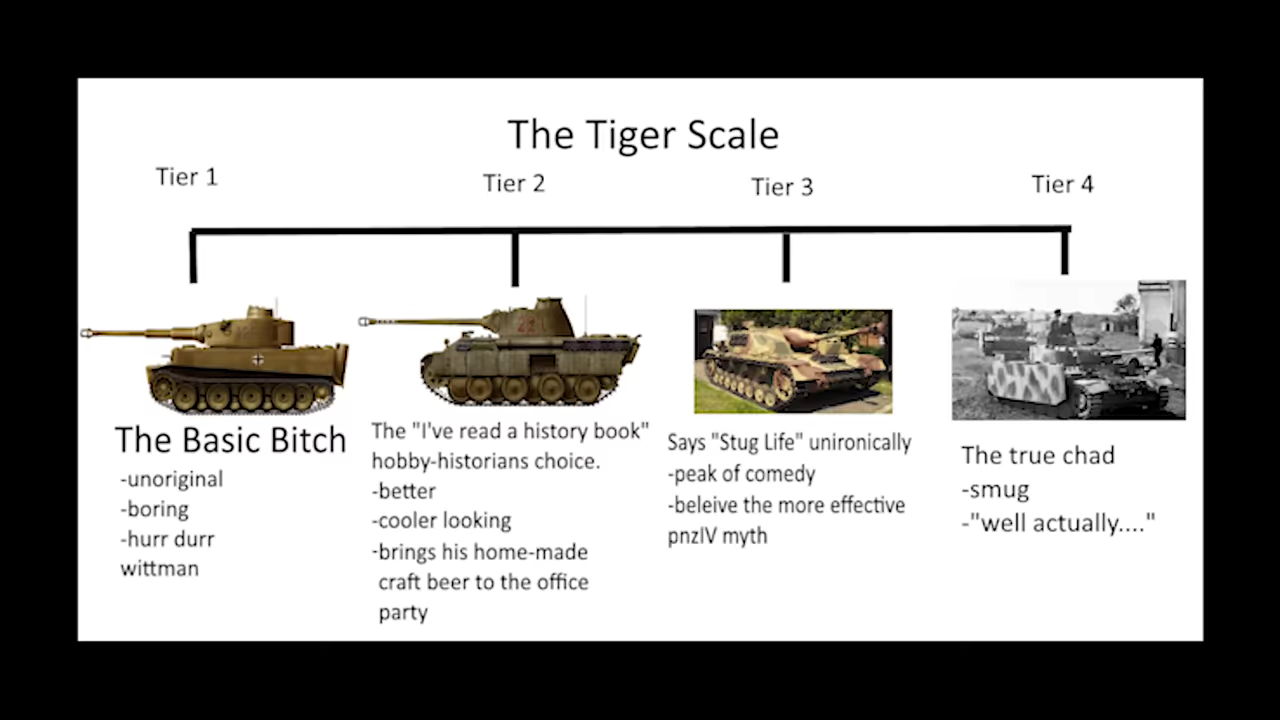 The Tiger Scale
Tier 1
Tier 2
Tier 3
Tier 4
The Basic Bitch
-unoriginal
-boring
-hurr durr
wittman
The "I've read a history book"
hobby-historians choice.
-better
-cooler looking
-brings his home-made
craft beer to the office
party
Says "Stug Life" unironically
-peak of comedy
-beleive the more effective
pnzIV myth
The true chad
-smug
-"well actually...."